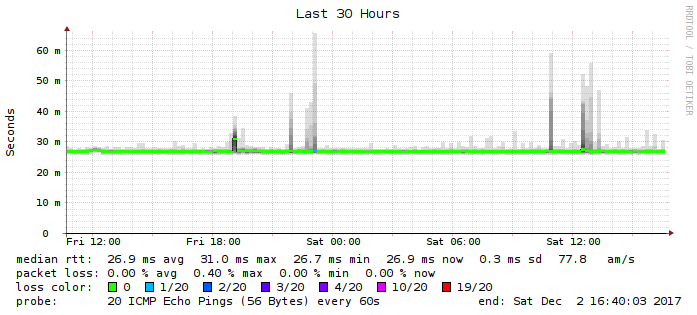 Last 30 Hours
RRDTOOL / TOBI OETIKER
Seconds
60 m
50 m
40 m
30 m
20 m
10 m
0
Fri 12:00 Fri 18:00 Sat 00:00 Sat 06:00 Sat 12:00
median rtt: 26.9 ms avg 31.0 ms max 26.7 ms min 26.9 ms now 0.3 ms sd 77.8 am/s
packet loss: 0.00 % avg 0.40 % max 0.00 % min 0.00 % now
loss color: 0 1/20 2/20 3/20 4/20 10/20 19/20
probe: 20 ICMP Echo Pings (56 Bytes) every 60s end: Sat Dec 2 16:40:03 2017